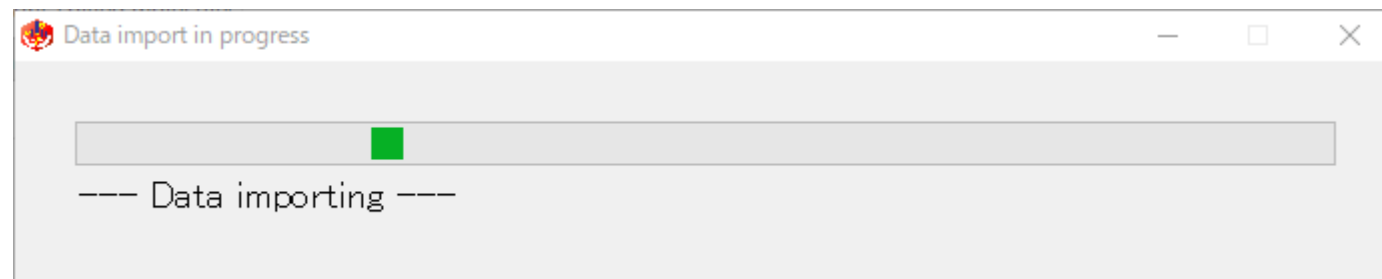 Data import in progress
--- Data importing ---